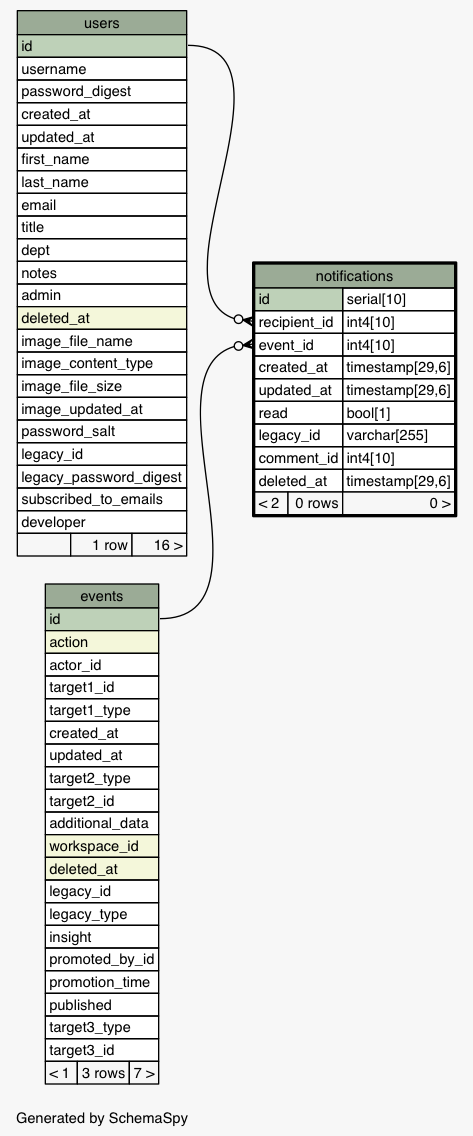 users
id
username
password_digest
created_at
updated_at
first_name
last_name
email
title
dept
notes
admin
deleted_at
image_file_name
image_content_type
image_file_size
image_updated_at
password_salt
legacy_id
legacy_password_digest
subscribed_to_emails
developer
1 row 16 >
notifications
id serial[10]
recipient_id int4[10]
event_id int4[10]
created_at timestamp[29,6]
updated_at timestamp[29,6]
read bool[1]
legacy_id varchar[255]
comment_id int4[10]
deleted_at timestamp[29,6]
< 2 0 rows 0 >
events
id
action
actor_id
target1_id
target1_type
created_at
updated_at
target2_type
target2_id
additional_data
workspace_id
deleted_at
legacy_id
legacy_type
insight
promoted_by_id
promotion_time
published
target3_type
target3_id
< 1 3 rows 7 >
Generated by SchemaSpy